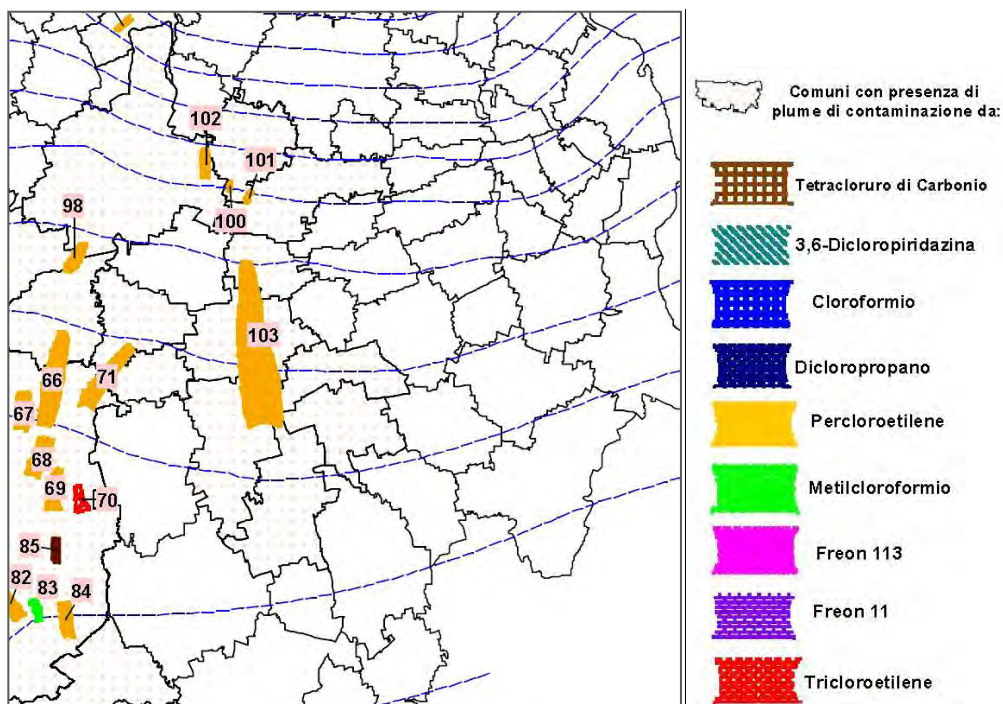 102
101
100
98
103
66
71
67
68
69
70
85
82
83
84
Comuni con presenza di
plume di contaminazione da:
Tetracloruro di Carbonio
3,6-Dicloropiridazina
Cloroformio
Dicloropropano
Percloroetilene
Metilcloroformio
Freon 113
Freon 11
Tricloroetilene